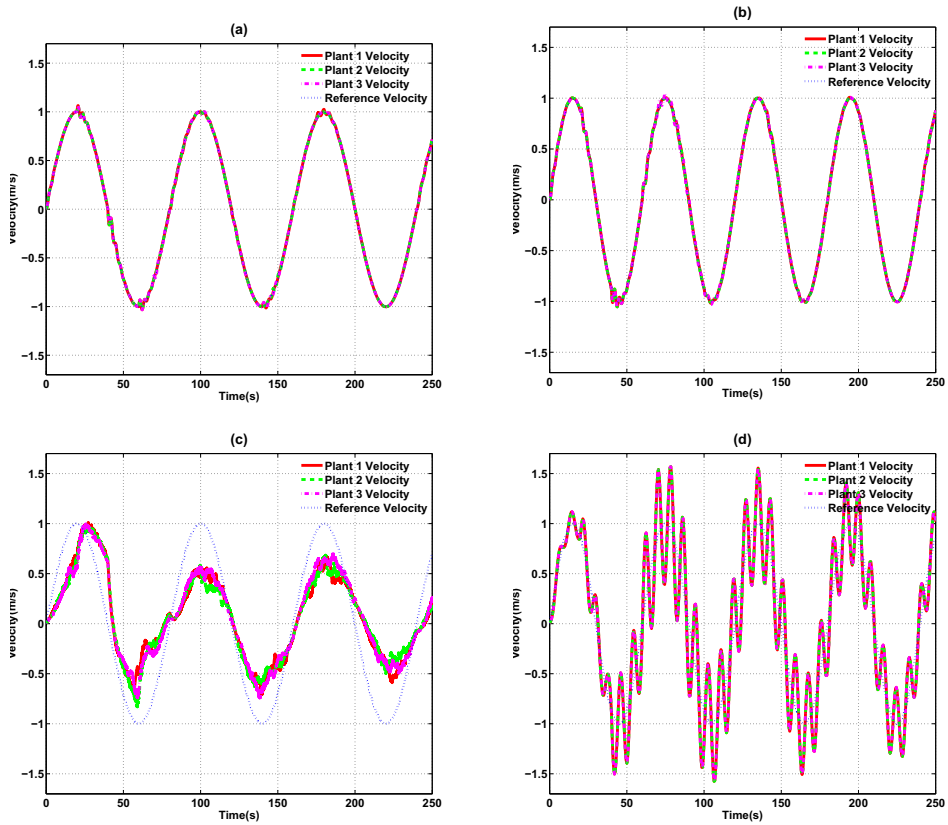 (a)
Plant 1 Velocity
Plant 2 Velocity
Plant 3 Velocity
Reference Velocity
1.5
1
0.5
0
−0.5
−1
−1.5
Velocity(m/s)
0 50 100 150 200 250
Time(s)
(b)
Plant 1 Velocity
Plant 2 Velocity
Plant 3 Velocity
Reference Velocity
1.5
1
0.5
0
−0.5
−1
−1.5
Velocity(m/s)
0 50 100 150 200 250
Time(s)
(c)
Plant 1 Velocity
Plant 2 Velocity
Plant 3 Velocity
Reference Velocity
1.5
1
0.5
0
−0.5
−1
−1.5
Velocity(m/s)
0 50 100 150 200 250
Time(s)
(d)
Plant 1 Velocity
Plant 2 Velocity
Plant 3 Velocity
Reference Velocity
1.5
1
0.5
0
−0.5
−1
−1.5
Velocity(m/s)
0 50 100 150 200 250
Time(s)